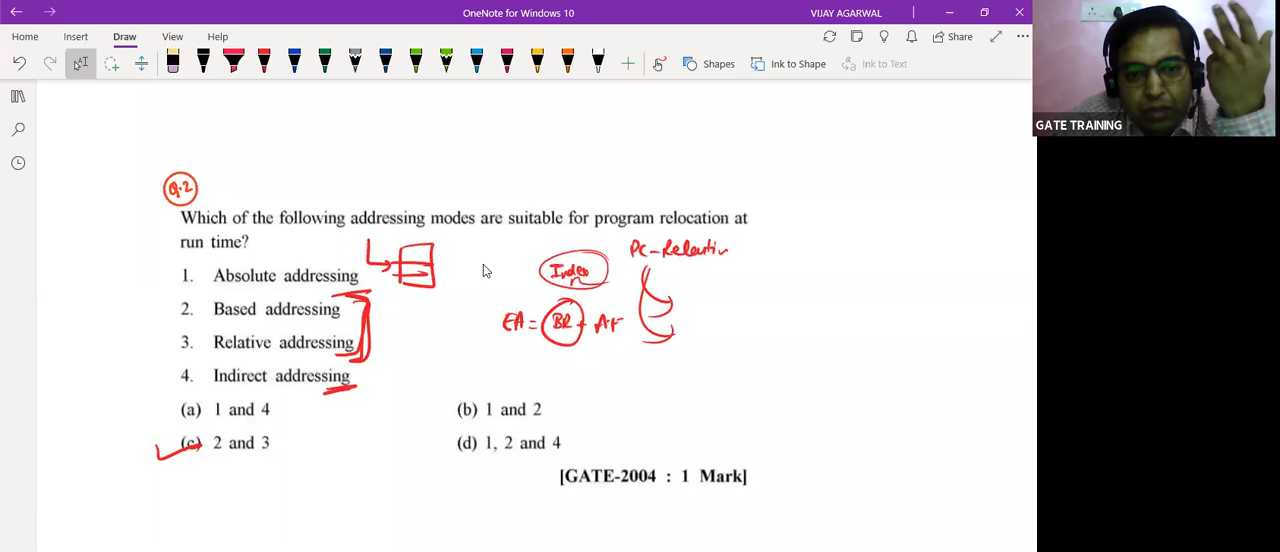 OneNote for Windows 10
VIJAY AGARWAL
Home Insert Draw View Help
Share
Shapes
Ink to Shape
Ink to Text
GATE TRAINING
Q.2
Which of the following addressing modes are suitable for program relocation at
run time?
PC-Relative
1. Absolute addressing
Index
2. Based addressing
EA = BR + AF
3. Relative addressing
4. Indirect addressing
(a) 1 and 4 (b) 1 and 2
(c) 2 and 3 (d) 1, 2 and 4
[GATE-2004 : 1 Mark]